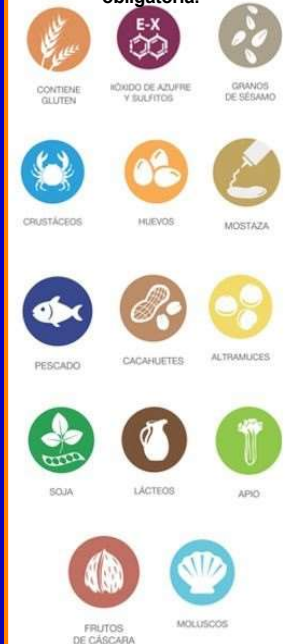 obligatoria.
E-X
CONTIENE
GLUTEN
IÓXIDO DE AZUFRE
Y SULFITOS
GRANOS
DE SÉSAMO
CRUSTÁCEOS
HUEVOS
MOSTAZA
PESCADO
CACAHUETES
ALTRAMUCES
SOJA
LÁCTEOS
APIO
FRUTOS
DE CÁSCARA
MOLUSCOS